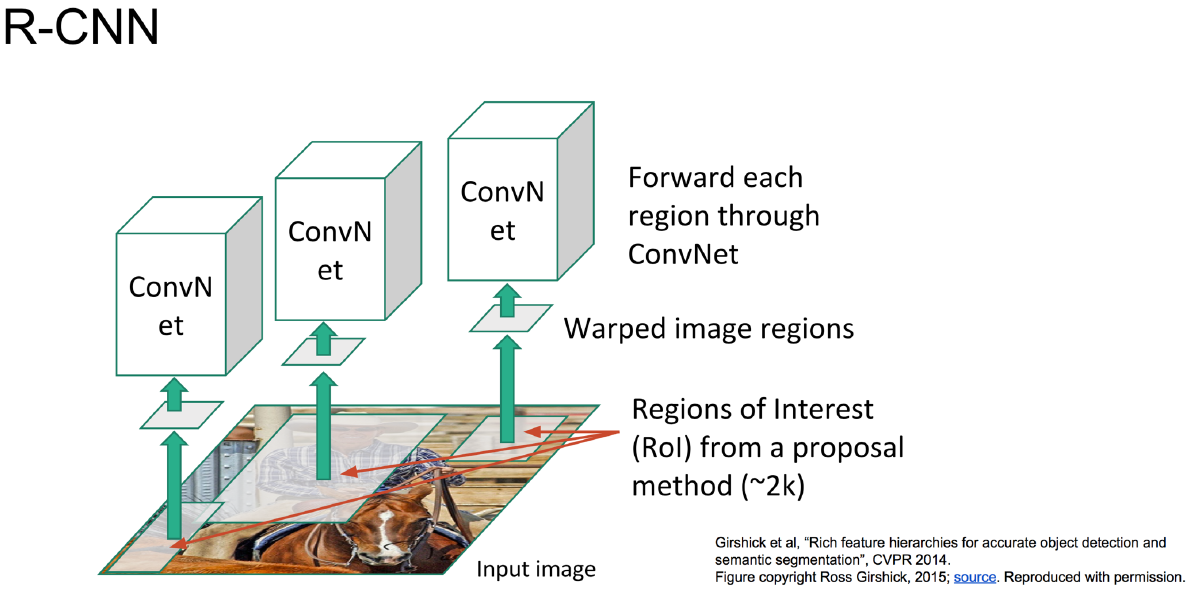 R-CNN
ConvN
et
ConvN
et
ConvN
et
Forward each
region through
ConvNet
Warped image regions
Regions of Interest
(RoI) from a proposal
method (~2k)
Input image
Girshick et al, “Rich feature hierarchies for accurate object detection and
semantic segmentation”, CVPR 2014.
Figure copyright Ross Girshick, 2015; source. Reproduced with permission.